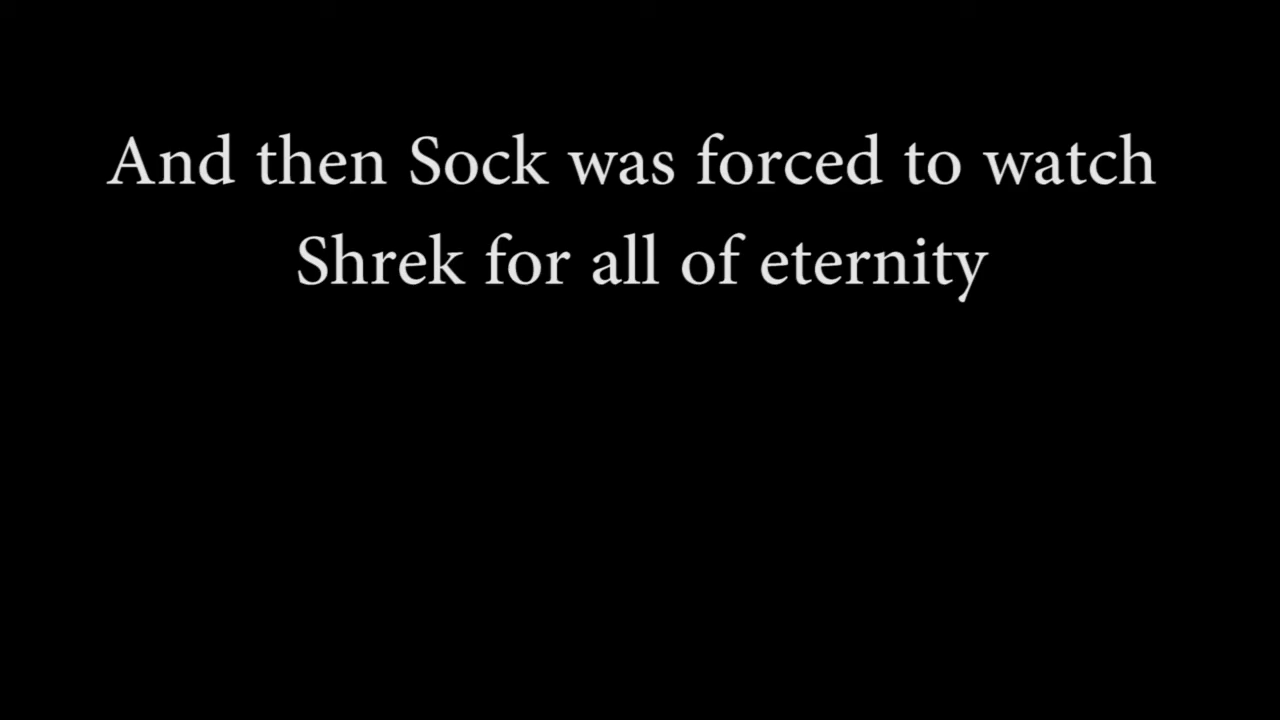 And then Sock was forced to watch
Shrek for all of eternity